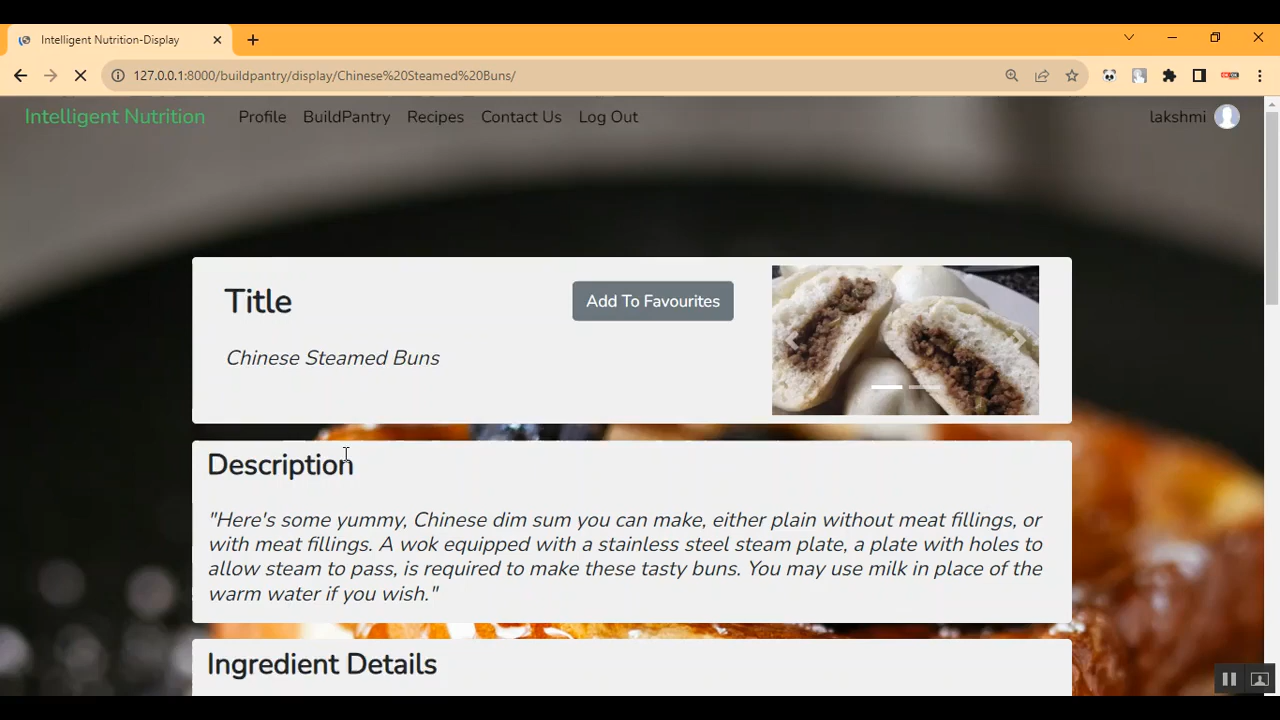 Intelligent Nutrition-Display
127.0.0.1:8000/buildpantry/display/Chinese%20Steamed%20Buns/
Intelligent Nutrition Profile BuildPantry Recipes Contact Us Log Out lakshmi
Title
Add To Favourites
Chinese Steamed Buns
Description
"Here's some yummy, Chinese dim sum you can make, either plain without meat fillings, or
with meat fillings. A wok equipped with a stainless steel steam plate, a plate with holes to
allow steam to pass, is required to make these tasty buns. You may use milk in place of the
warm water if you wish."
Ingredient Details